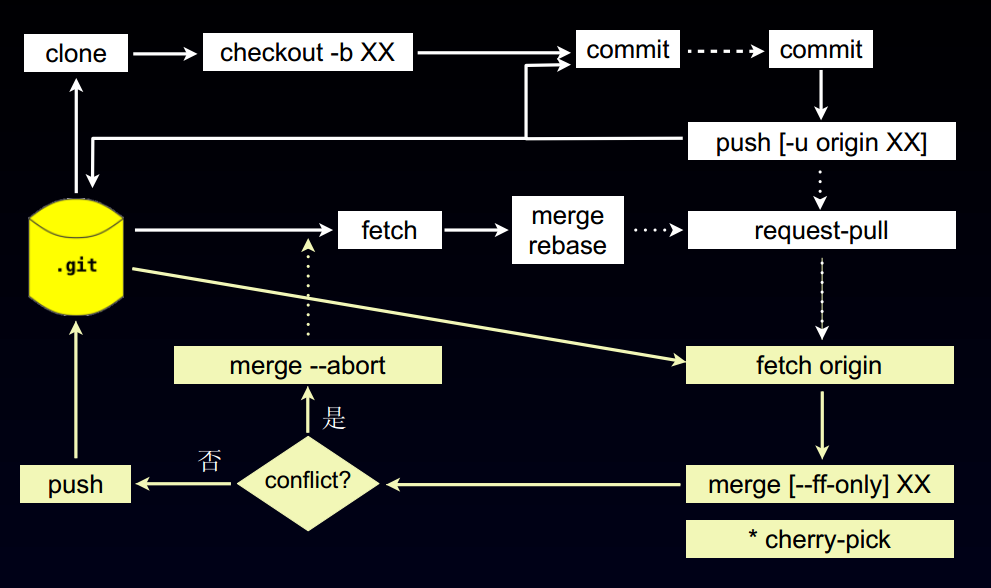 clone
checkout -b XX
commit
commit
push [-u origin XX]
.git
fetch
merge
rebase
request-pull
merge --abort
fetch origin
是
否
push
conflict?
merge [--ff-only] XX
* cherry-pick